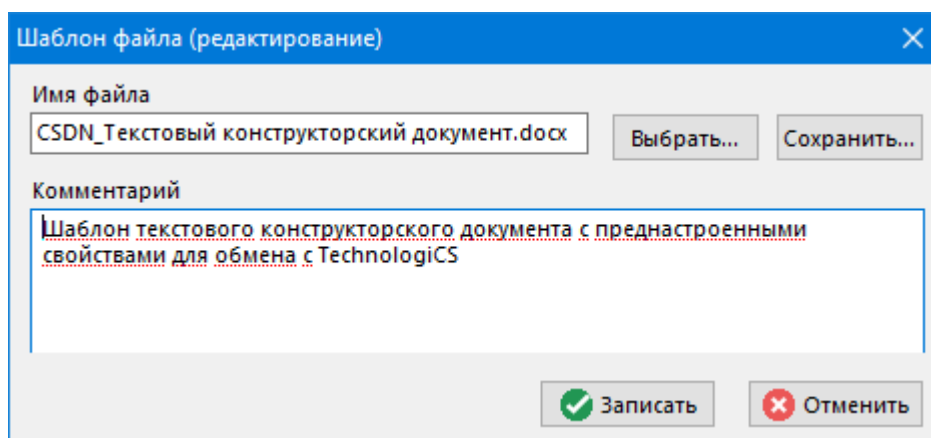 Шаблон файла (редактирование)
Имя файла
CSDN_Текстовый конструкторский документ.docx
Выбрать...
Сохранить...
Комментарий
Шаблон текстового конструкторского документа с преднастроенными
свойствами для обмена с TechnologiCS
Записать
Отменить